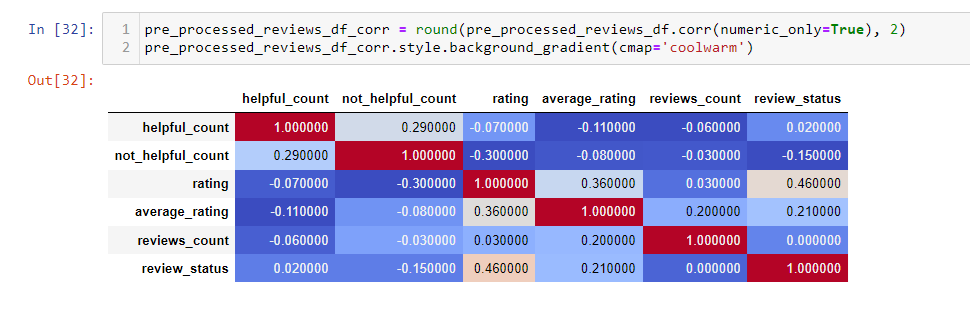 In [32]: 1 pre_processed_reviews_df_corr = round(pre_processed_reviews_df.corr(numeric_only=True), 2)
2 pre_processed_reviews_df_corr.style.background_gradient(cmap='coolwarm')
Out[32]:
helpful_count not_helpful_count rating average_rating reviews_count review_status
helpful_count 1.000000 0.290000 -0.070000 -0.110000 -0.060000 0.020000
not_helpful_count 0.290000 1.000000 -0.300000 -0.080000 -0.030000 -0.150000
rating -0.070000 -0.300000 1.000000 0.360000 0.030000 0.460000
average_rating -0.110000 -0.080000 0.360000 1.000000 0.200000 0.210000
reviews_count -0.060000 -0.030000 0.030000 0.200000 1.000000 0.000000
review_status 0.020000 -0.150000 0.460000 0.210000 0.000000 1.000000